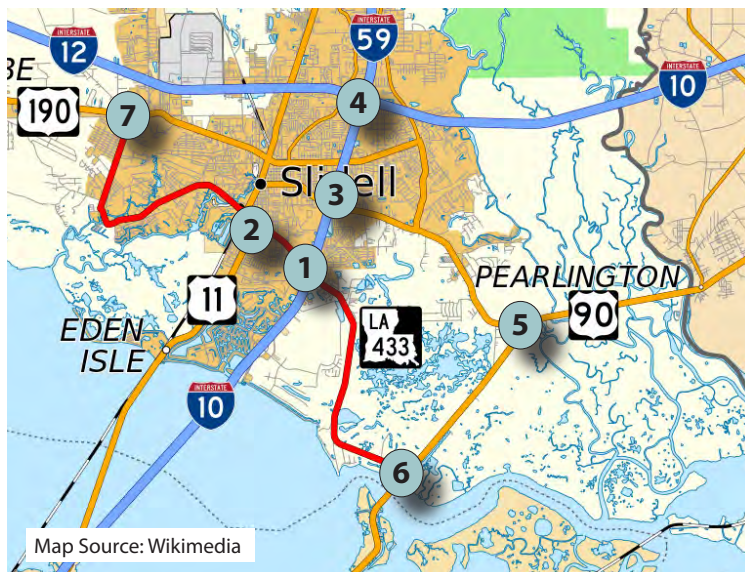 INTERSTATE
12
INTERSTATE
59
BE
190
7
4
INTERSTATE
10
Slidell
3
2
1
PEARLINGTON
11
LA
433
5
90
EDEN
ISLE
INTERSTATE
10
6
Map Source: Wikimedia